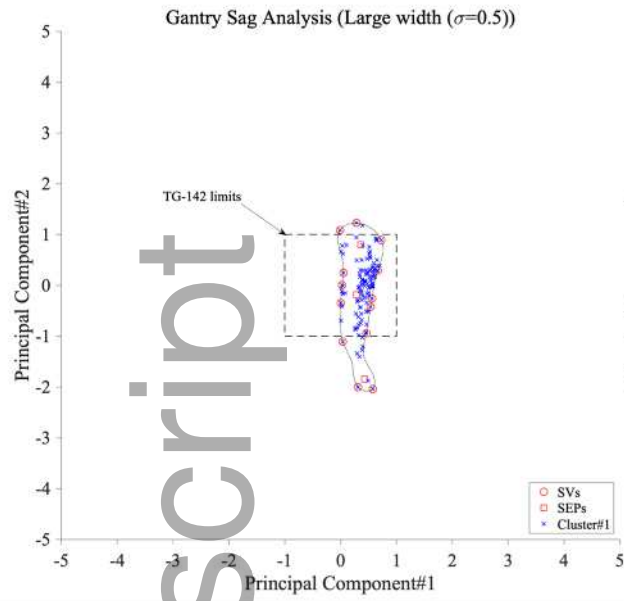 Gantry Sag Analysis (Large width (σ=0.5))
5
4
3
2
1
0
-1
-2
-3
-4
-5
Principal Component#2
TG-142 limits
script
SVs
SEPs
Cluster#1
-5
-4
-3
-2
-1
0
1
2
3
4
5
Principal Component#1